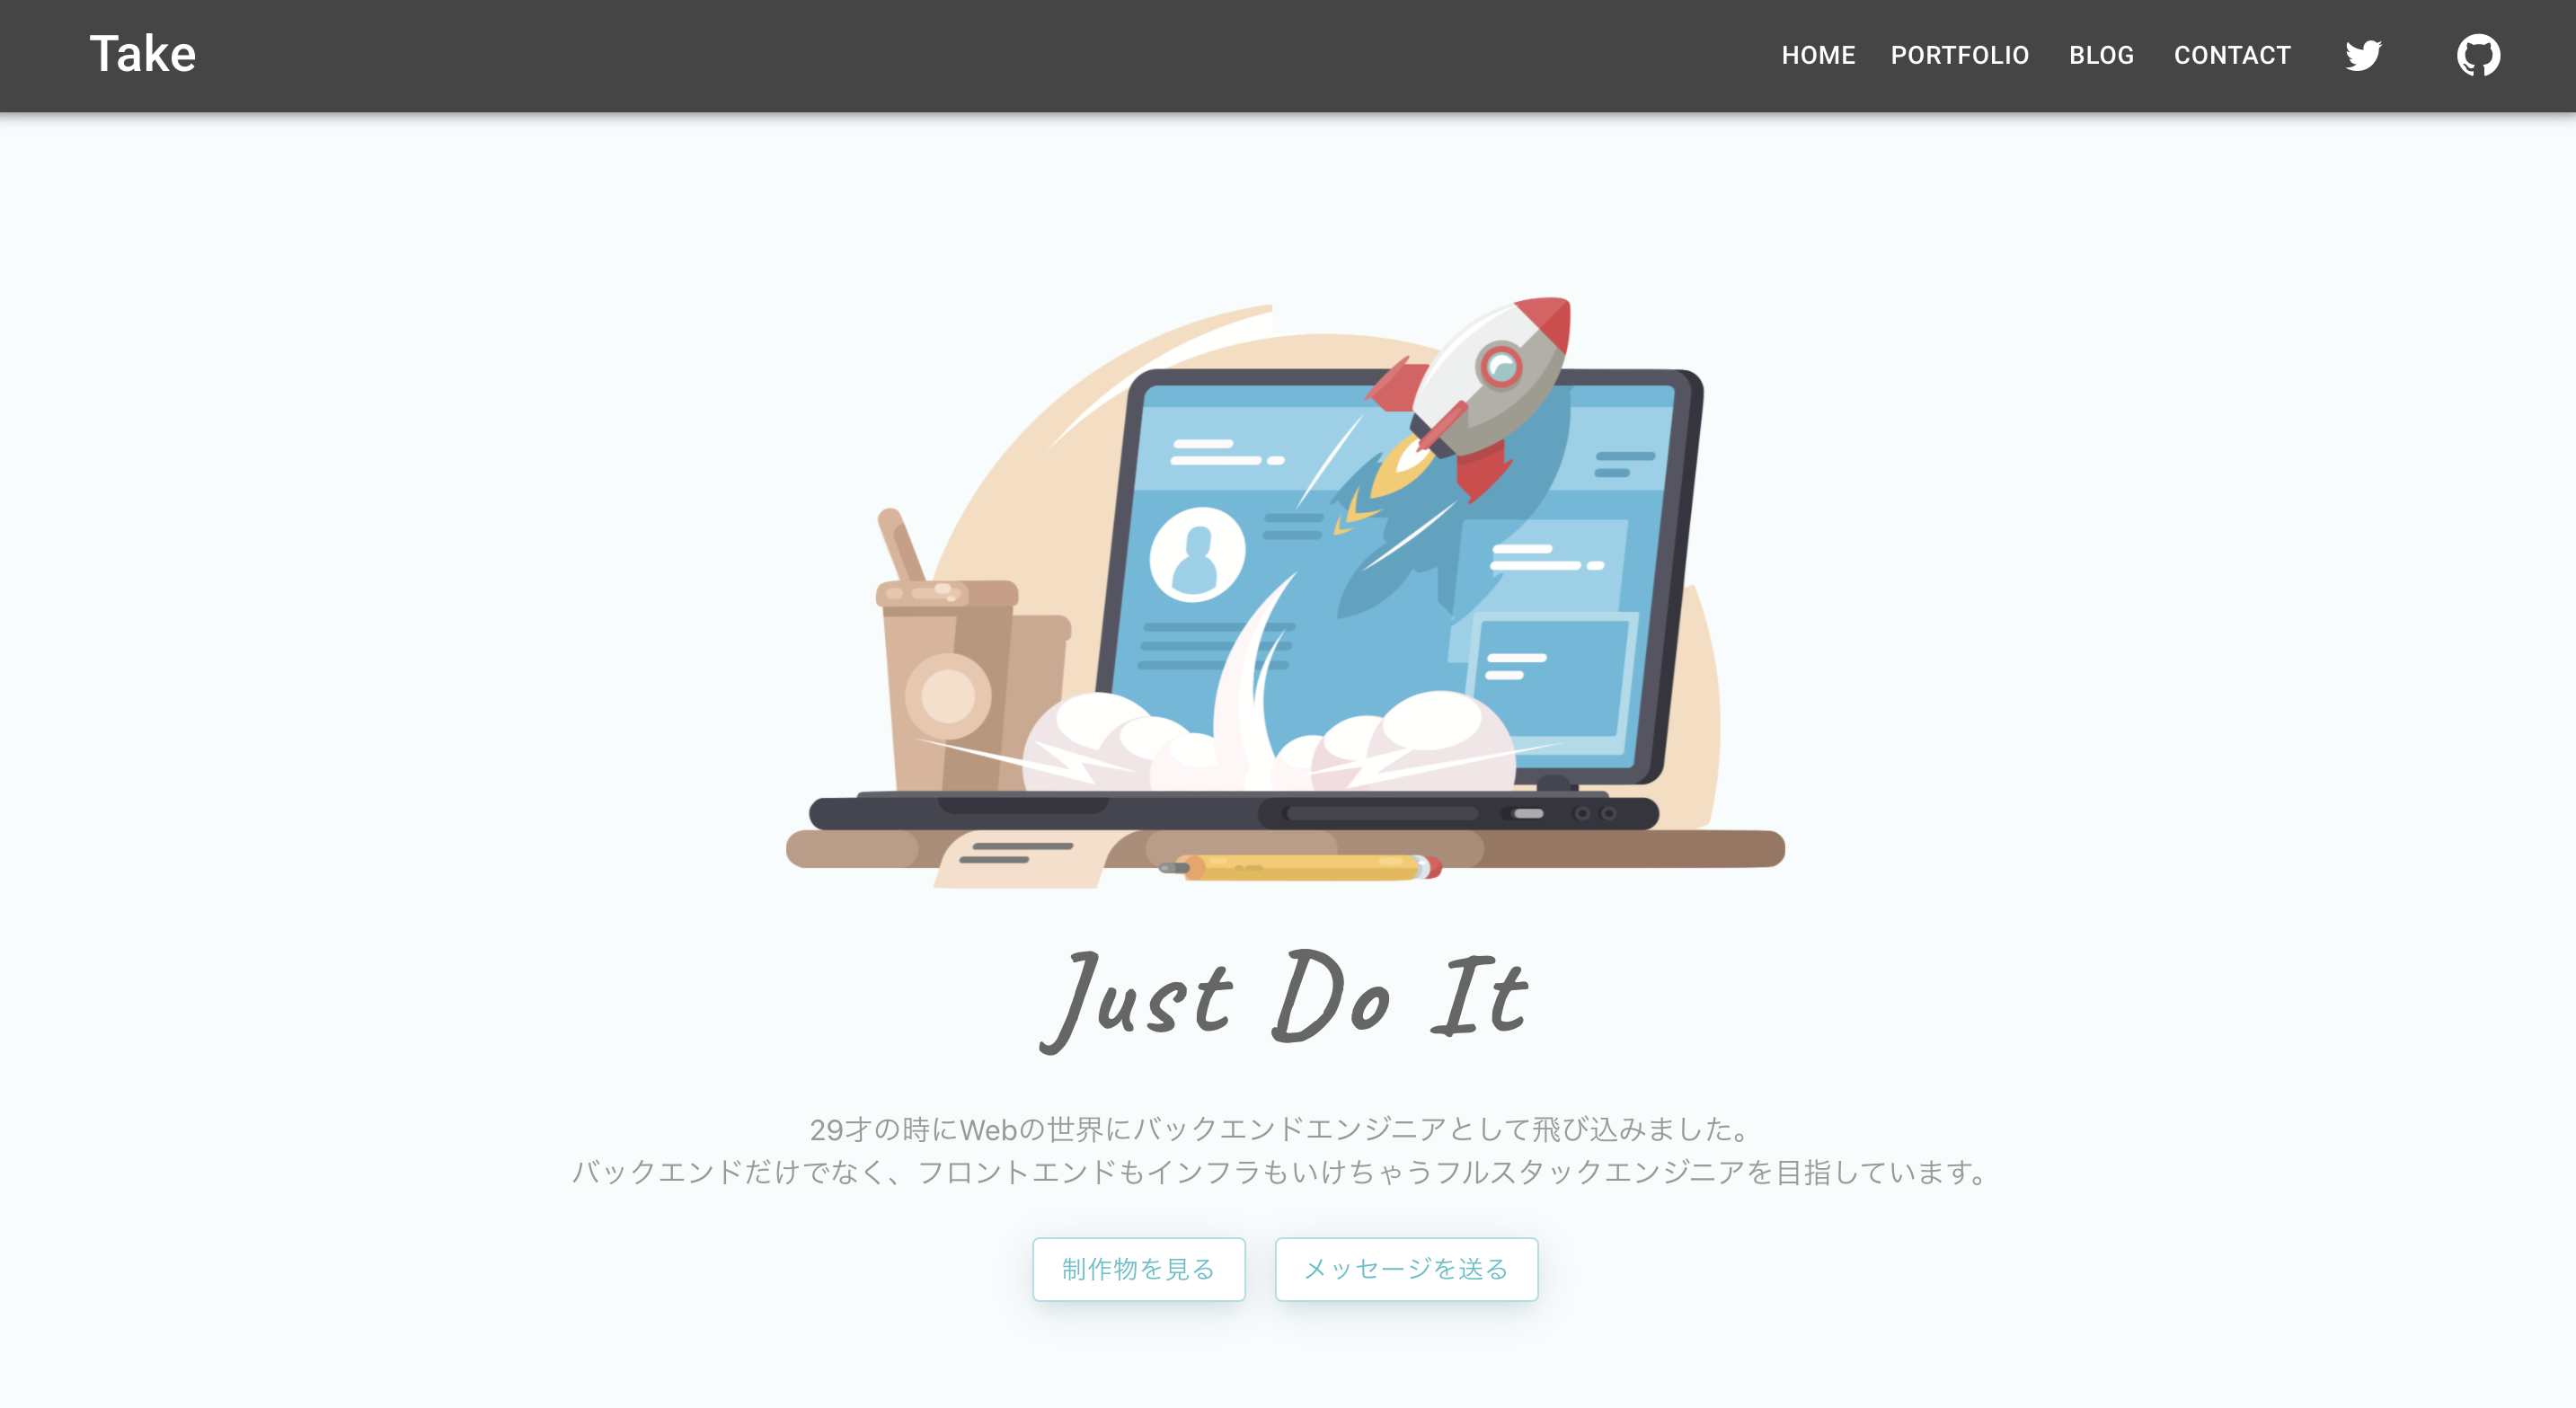 Take
HOME PORTFOLIO BLOG CONTACT
Just Do It
29才の時にWebの世界にバックエンドエンジニアとして飛び込みました。
バックエンドだけでなく、フロントエンドもインフラもいけちゃうフルスタックエンジニアを目指しています。
制作物を見る メッセージを送る